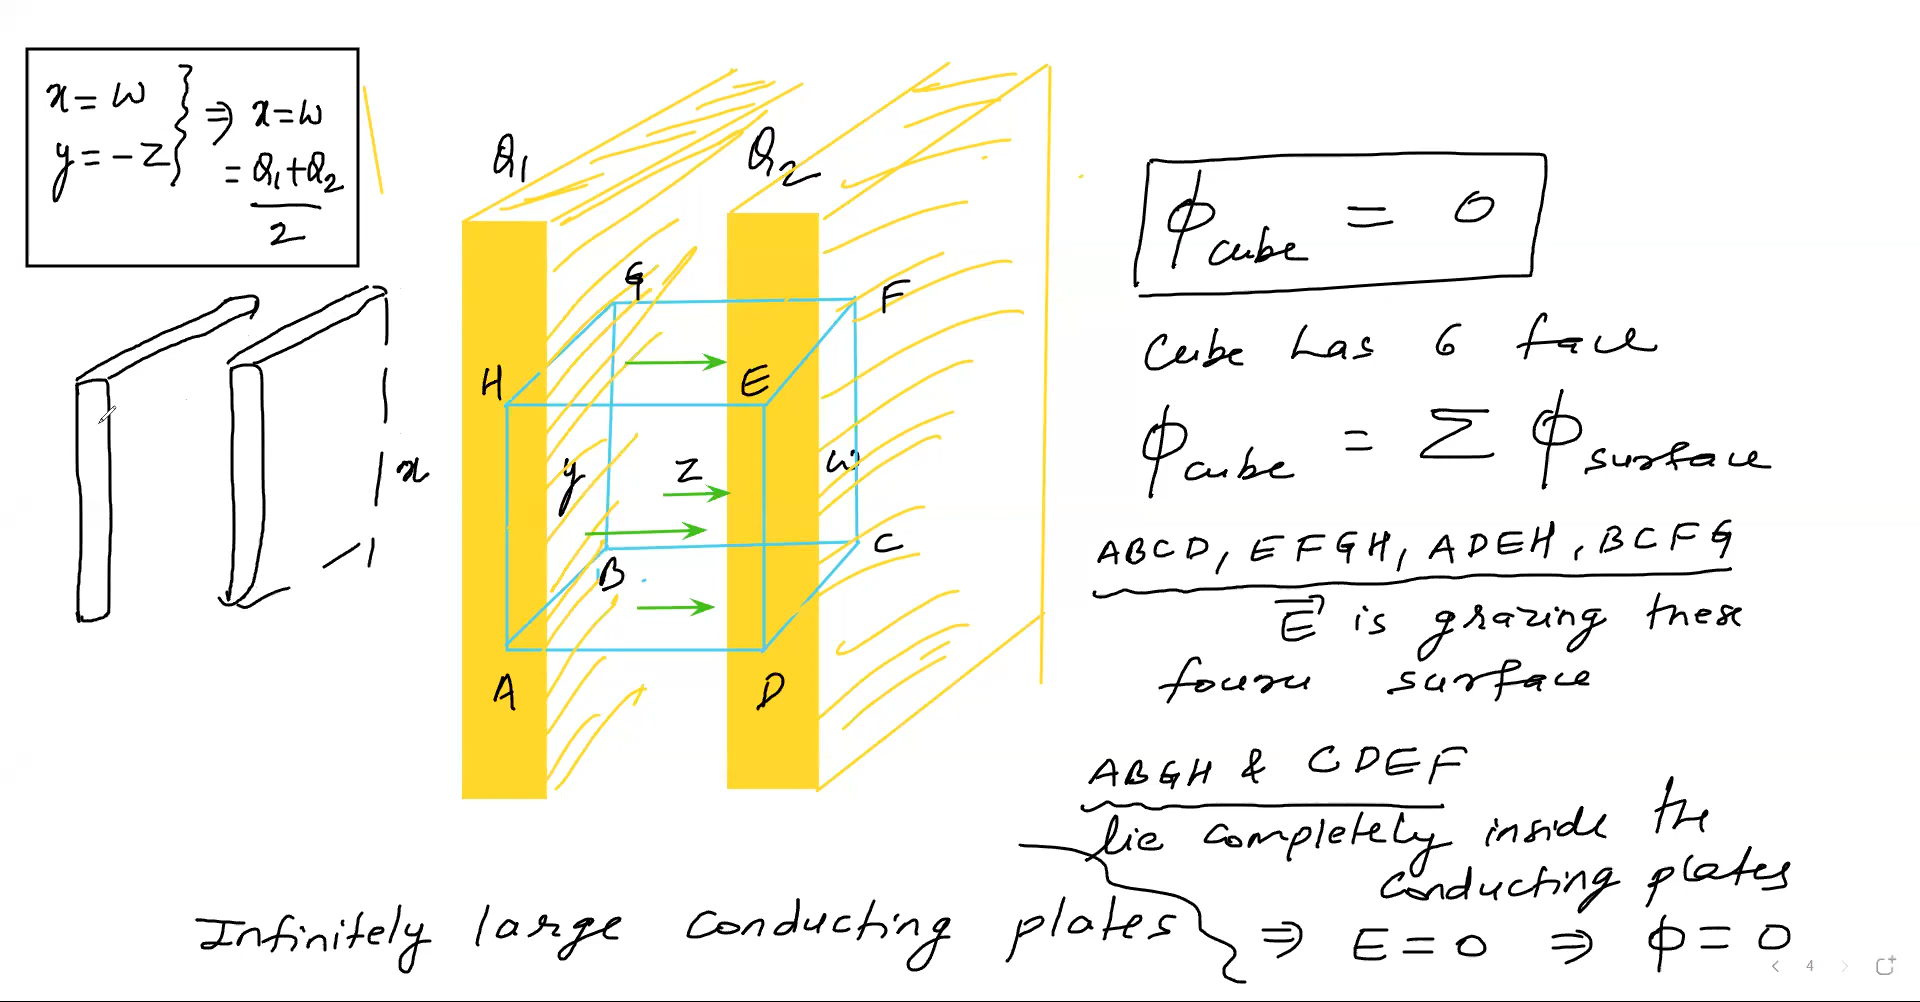 x = w
y = - z } ⇒ x = w
= Q1+Q2
2
Q1
Q2
G
F
H
E
y
z
w
x
B
C
A
D
ϕcube = 0
Cube has 6 face
ϕcube = Σ ϕsurface
ABCD, EFGH, ADEH, BCFG
E⃗ is grazing these
four surface
ABGH & CDEF
lie completely inside the
conducting plates
Infinitely large conducting plates ⇒ E = 0 ⇒ ϕ = 0
4